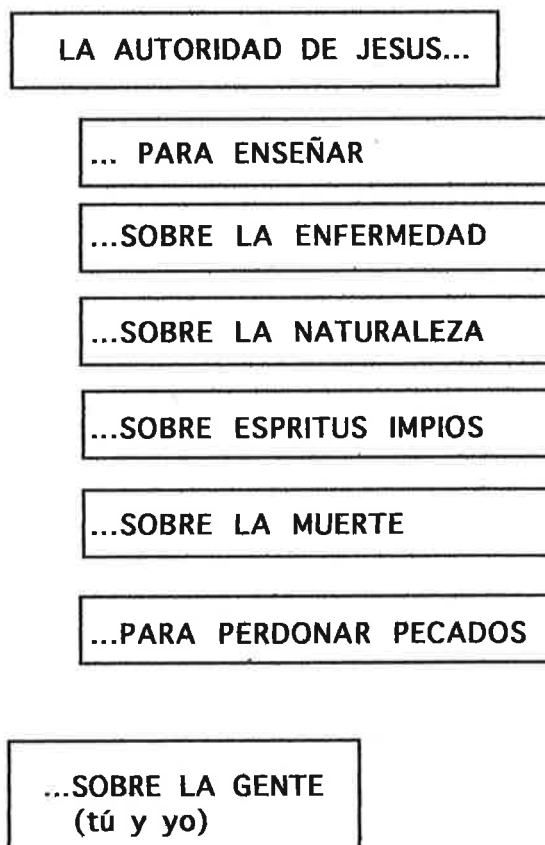 LA AUTORIDAD DE JESUS...
... PARA ENSEÑAR
...SOBRE LA ENFERMEDAD
...SOBRE LA NATURALEZA
...SOBRE ESPRITUS IMPIOS
...SOBRE LA MUERTE
...PARA PERDONAR PECADOS
...SOBRE LA GENTE
(tú y yo)